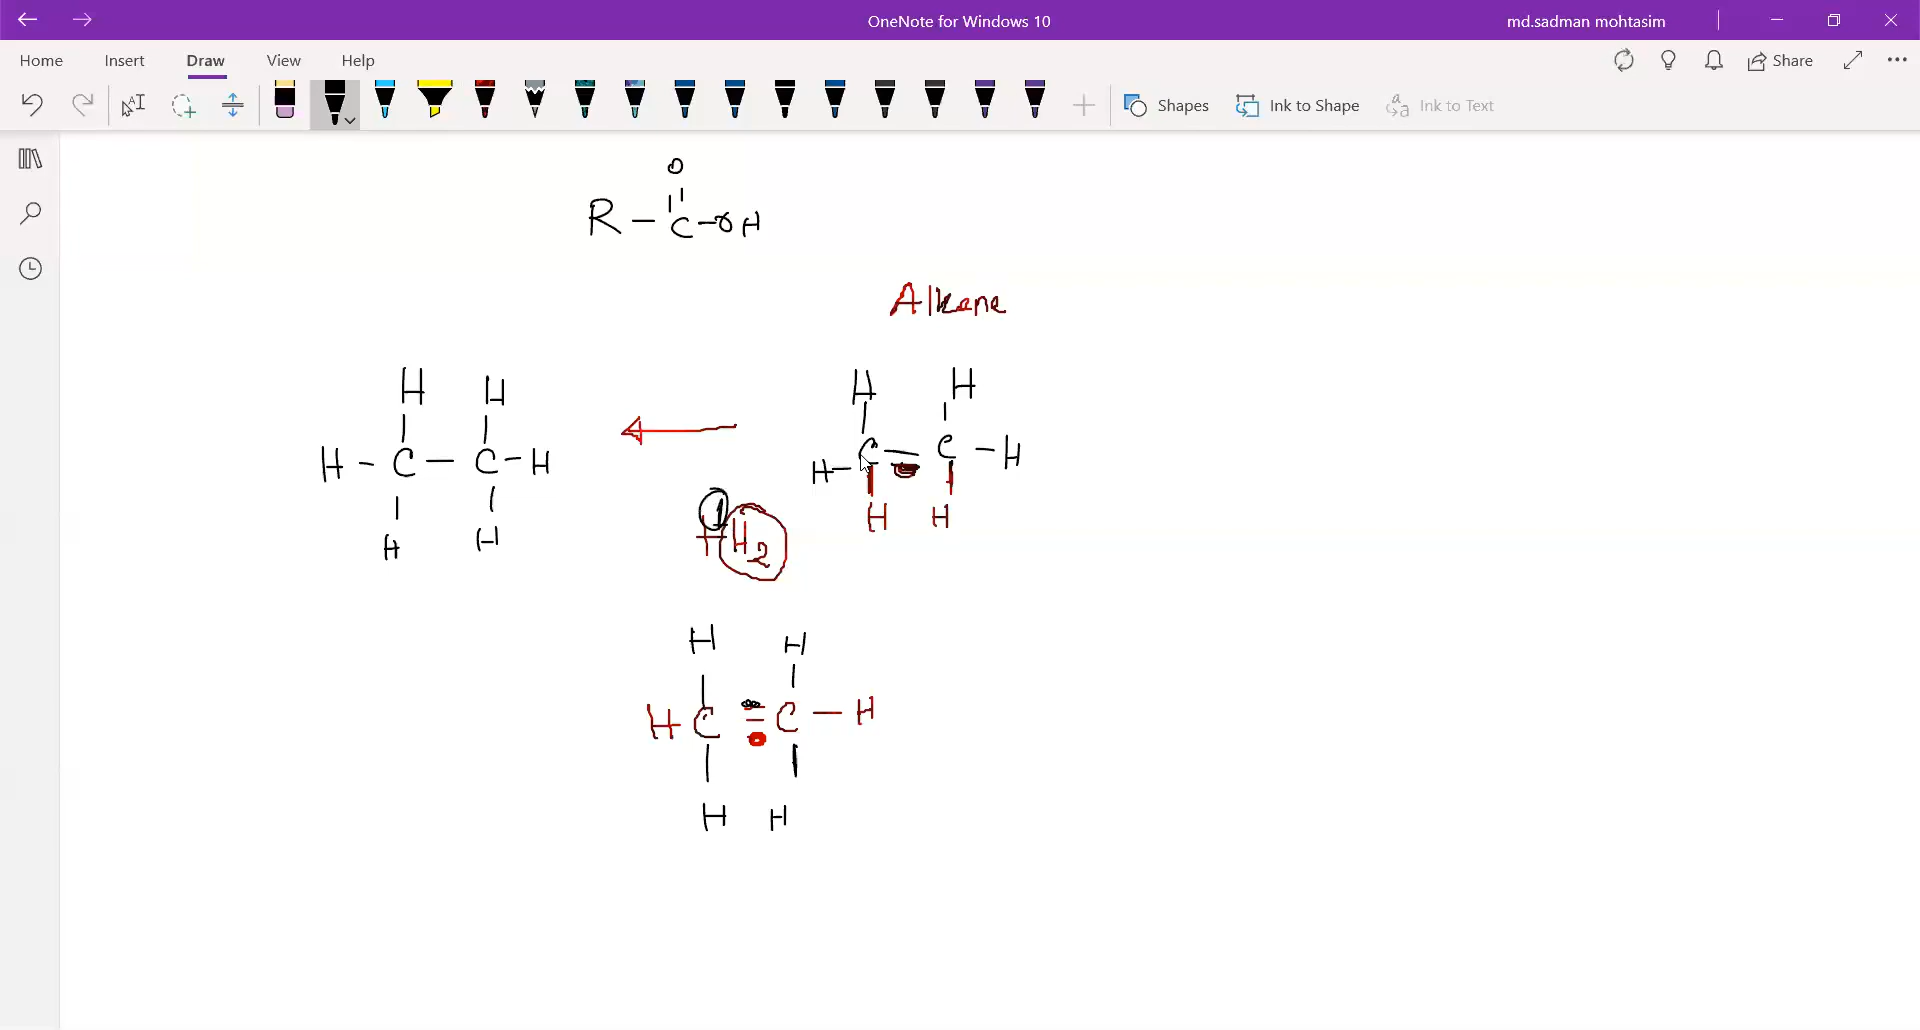 OneNote for Windows 10
md.sadman mohtasim
Home Insert Draw View Help
Share
Shapes Ink to Shape Ink to Text
O
R - C - OH
Alkane
H H H H
H - C - C - H H - C = C - H
H H H H
1
+ H2
H H
H C = C - H
H H